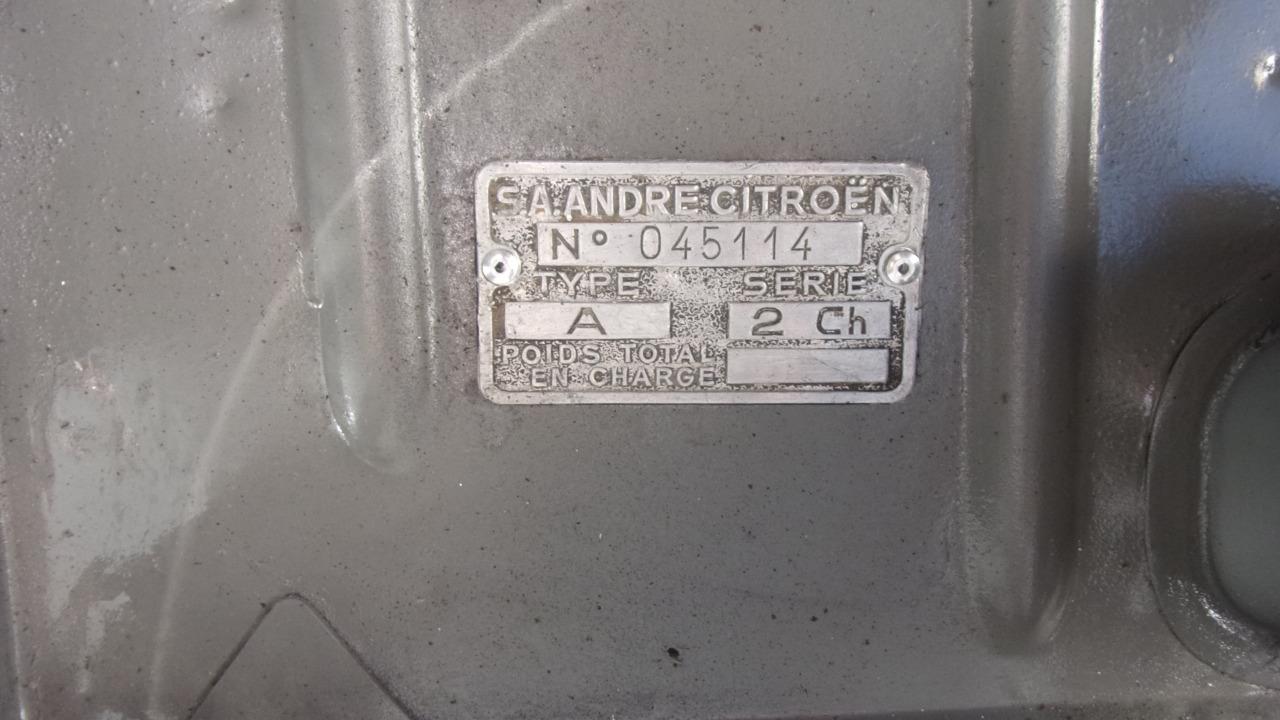 S.A. ANDRE CITROËN
N° 045114
TYPE SERIE
A 2 Ch
POIDS TOTAL
EN CHARGE